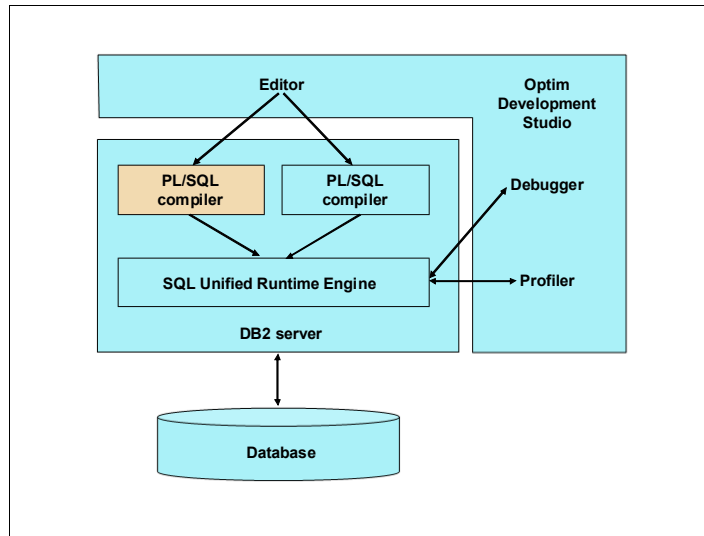 Editor
Optim
Development
Studio
PL/SQL
compiler
PL/SQL
compiler
Debugger
SQL Unified Runtime Engine
Profiler
DB2 server
Database